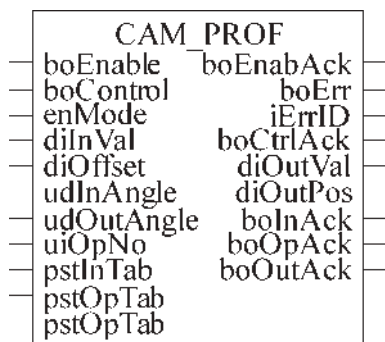 CAM_PROF
boEnable boEnabAck
boControl boErr
enMode iErrID
diInVal boCtrlAck
diOffset diOutVal
udInAngle diOutPos
udOutAngle boInAck
uiOpNo boOpAck
pstInTab boOutAck
pstOpTab
pstOpTab